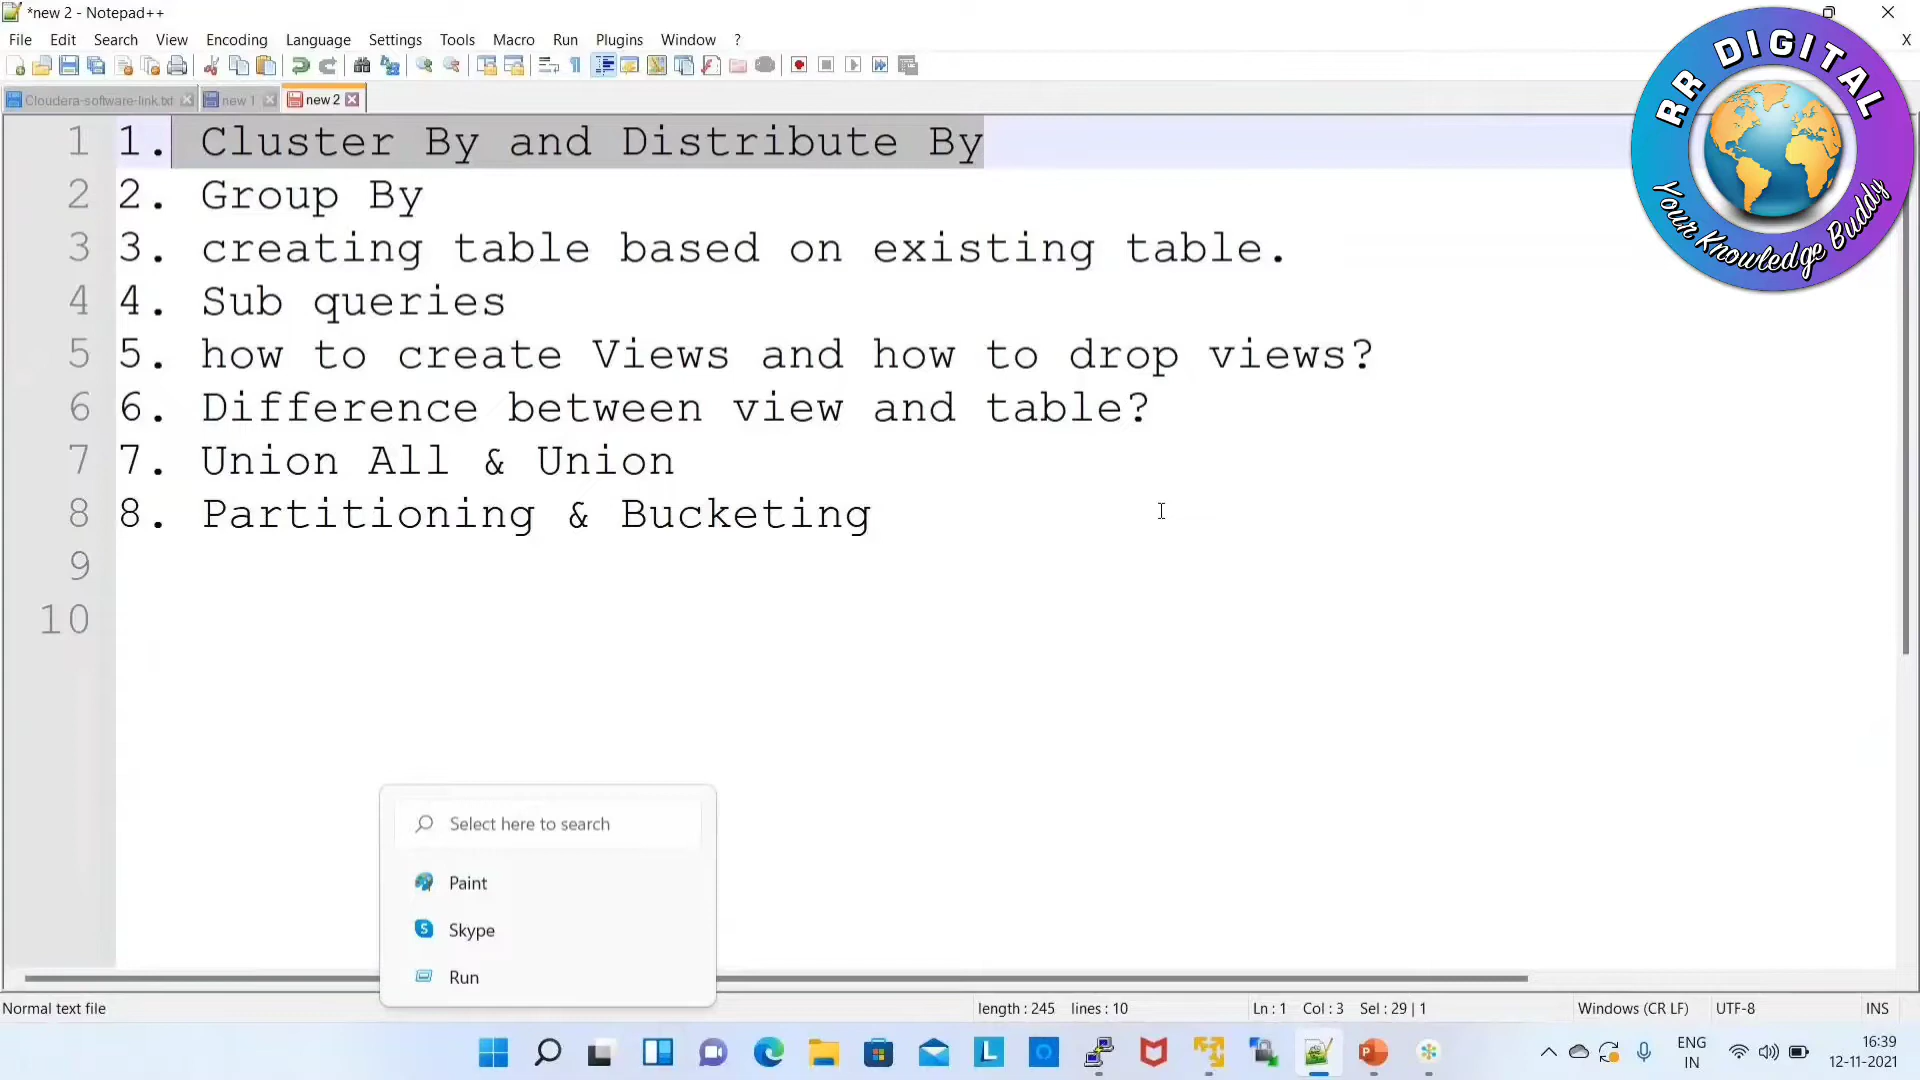 *new 2 - Notepad++
File Edit Search View Encoding Language Settings Tools Macro Run Plugins Window ?
X
Cloudera-software-link.txt new 1 new 2
1 1. Cluster By and Distribute By
2 2. Group By
3 3. creating table based on existing table.
4 4. Sub queries
5 5. how to create Views and how to drop views?
6 6. Difference between view and table?
7 7. Union All & Union
8 8. Partitioning & Bucketing
9
10
RR DIGITAL
Your Knowledge Buddy
Select here to search
Paint
Skype
Run
Normal text file length : 245 lines : 10 Ln : 1 Col : 3 Sel : 29 | 1 Windows (CR LF) UTF-8 INS
ENG
IN
16:39
12-11-2021